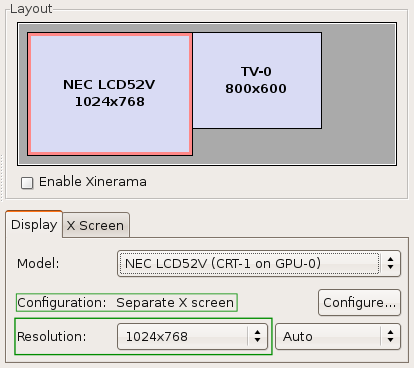 Layout
NEC LCD52V
1024x768
TV-0
800x600
Enable Xinerama
Display
X Screen
Model: NEC LCD52V (CRT-1 on GPU-0)
Configuration: Separate X screen Configure...
Resolution: 1024x768 Auto